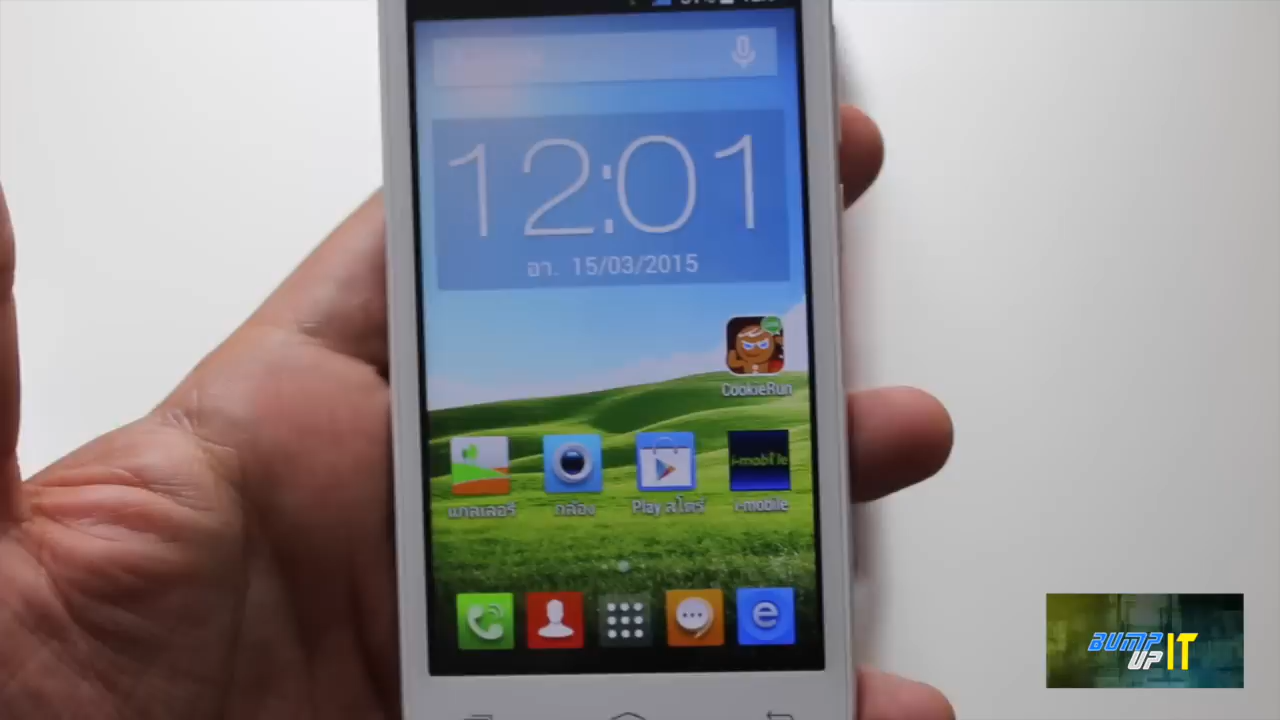 12:01
อา. 15/03/2015
CookieRun
i-mobile
แกลเลอรี่
กล้อง
Play สโตร์
i-mobile
BUMP
UP IT